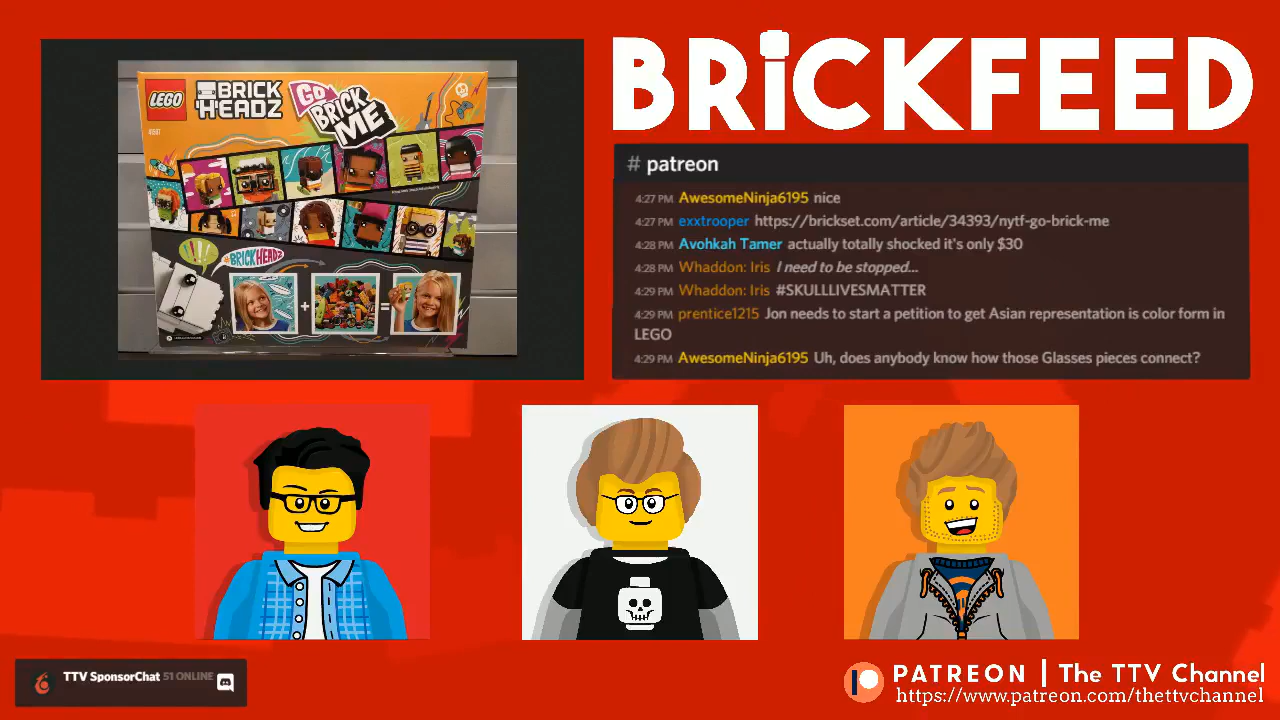 LEGO
BRICK
HEADZ
GO
BRICK
ME
41597
#BRICKHEADZ
BRICKFEED
# patreon
4:27 PM AwesomeNinja6195 nice
4:27 PM exxtrooper https://brickset.com/article/34393/nytf-go-brick-me
4:28 PM Avohkah Tamer actually totally shocked it's only $30
4:28 PM Whaddon: Iris I need to be stopped...
4:29 PM Whaddon: Iris #SKULLLIVESMATTER
4:29 PM prentice1215 Jon needs to start a petition to get Asian representation is color form in
LEGO
4:29 PM AwesomeNinja6195 Uh, does anybody know how those Glasses pieces connect?
TTV SponsorChat 51 ONLINE
PATREON | The TTV Channel
https://www.patreon.com/thettvchannel